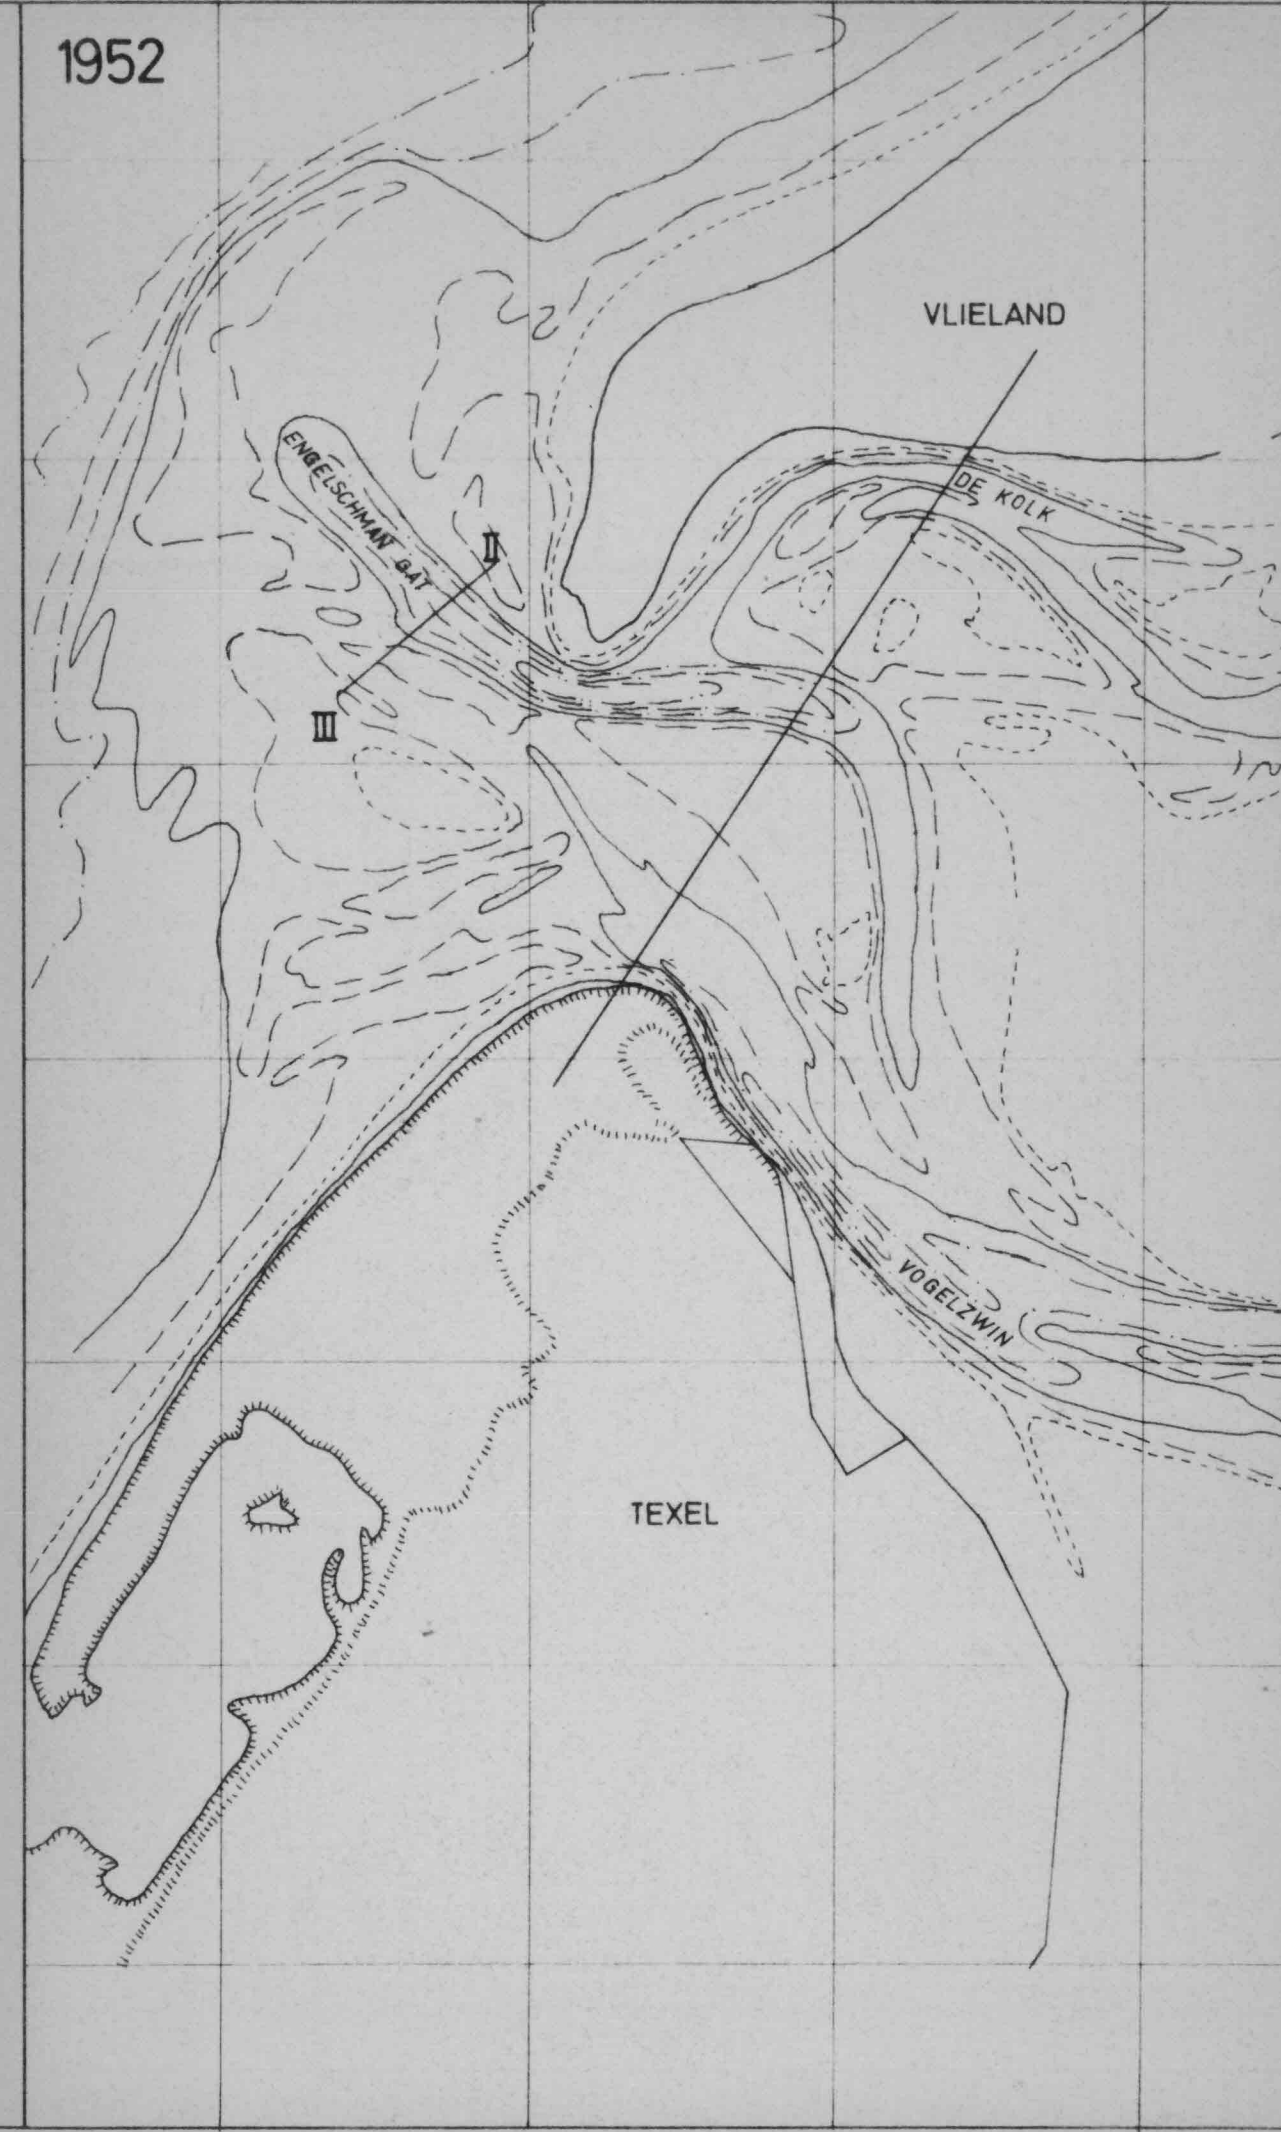 1952
VLIELAND
ENGELSCHMAN GAT
DE KOLK
II
III
VOGELZWIN
TEXEL